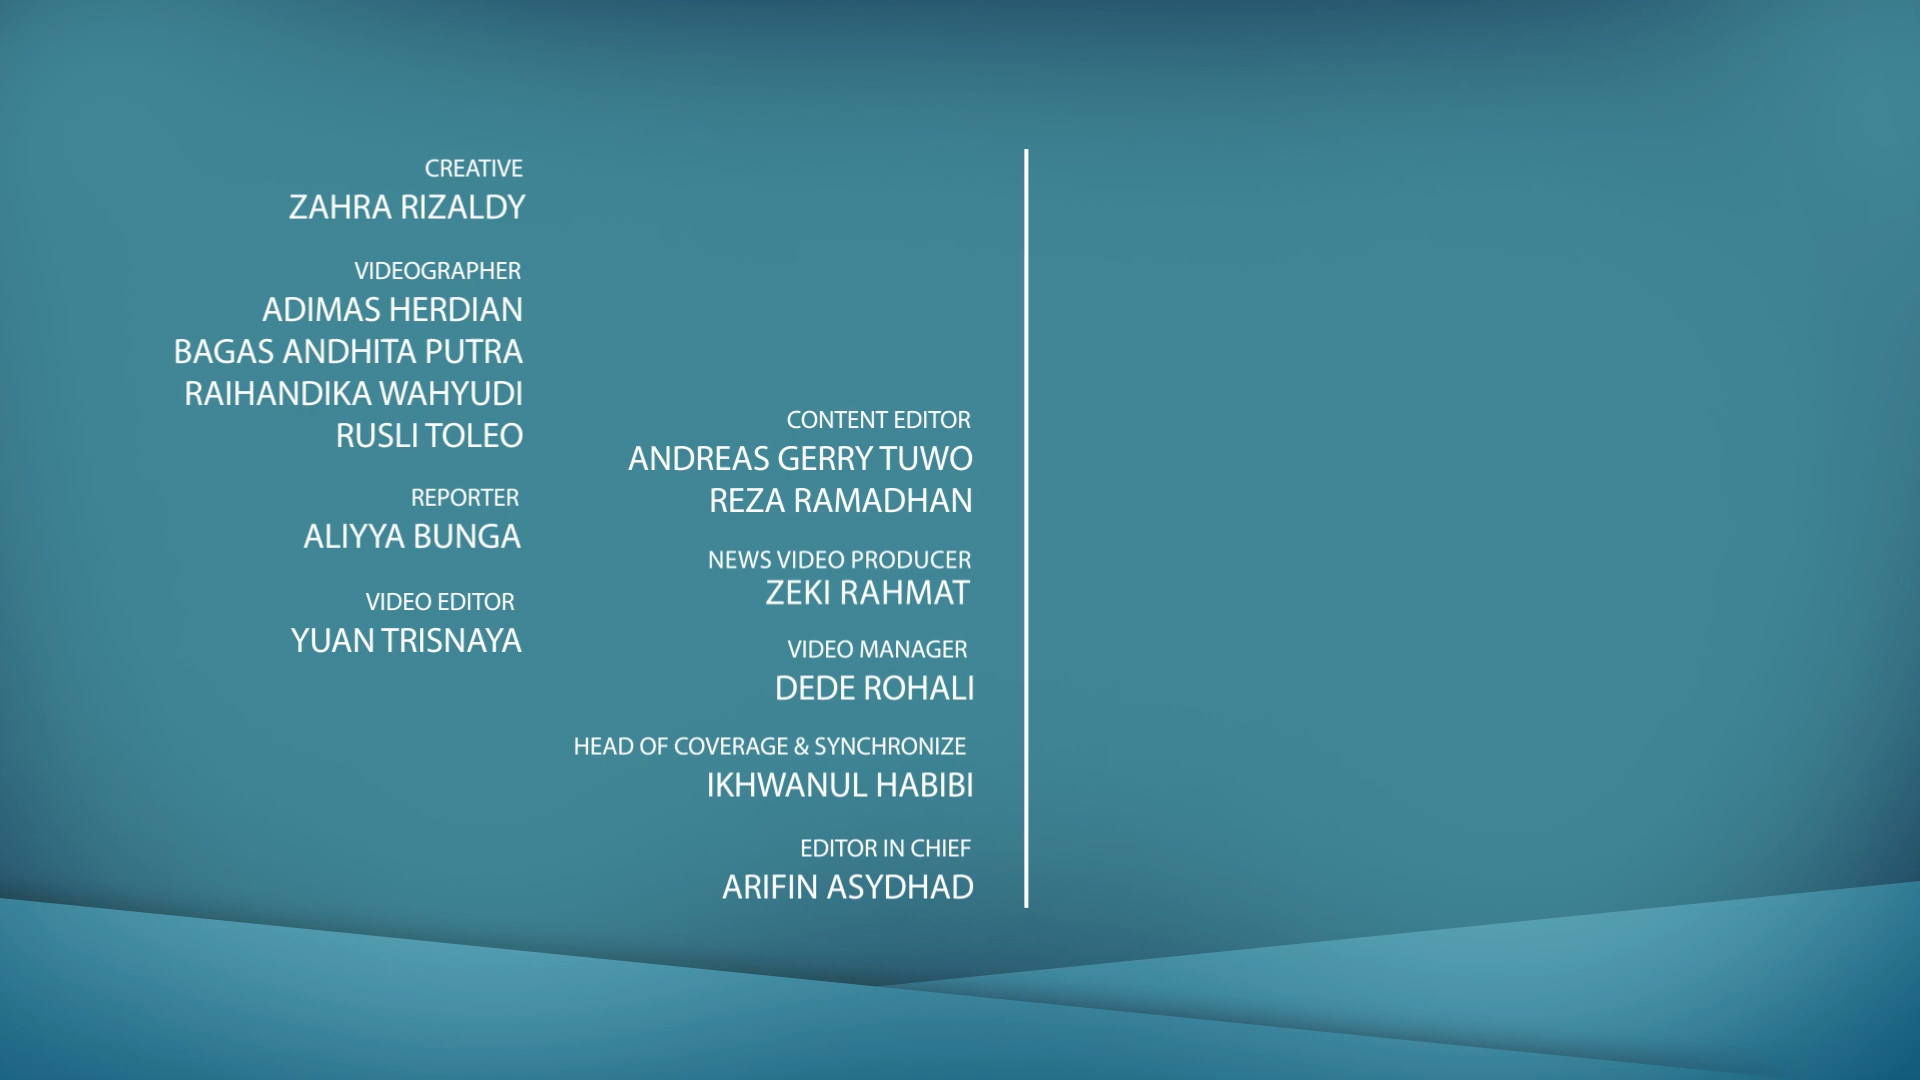 CREATIVE
ZAHRA RIZALDY
VIDEOGRAPHER
ADIMAS HERDIAN
BAGAS ANDHITA PUTRA
RAIHANDIKA WAHYUDI
RUSLI TOLEO
REPORTER
ALIYYA BUNGA
VIDEO EDITOR
YUAN TRISNAYA
CONTENT EDITOR
ANDREAS GERRY TUWO
REZA RAMADHAN
NEWS VIDEO PRODUCER
ZEKI RAHMAT
VIDEO MANAGER
DEDE ROHALI
HEAD OF COVERAGE & SYNCHRONIZE
IKHWANUL HABIBI
EDITOR IN CHIEF
ARIFIN ASYDHAD